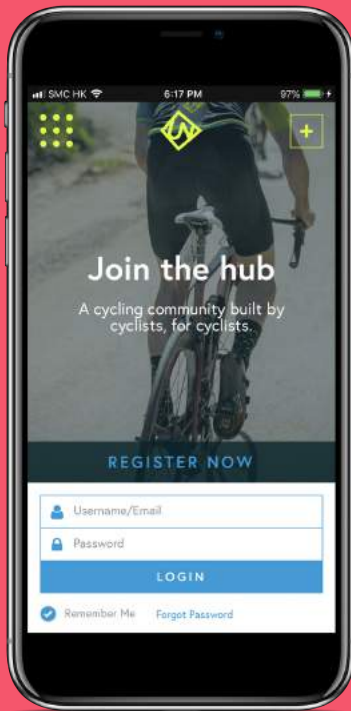 SMC HK 6:17 PM 97%
+
Join the hub
A cycling community built by
cyclists, for cyclists.
REGISTER NOW
Username/Email
Password
LOGIN
Remember Me Forgot Password